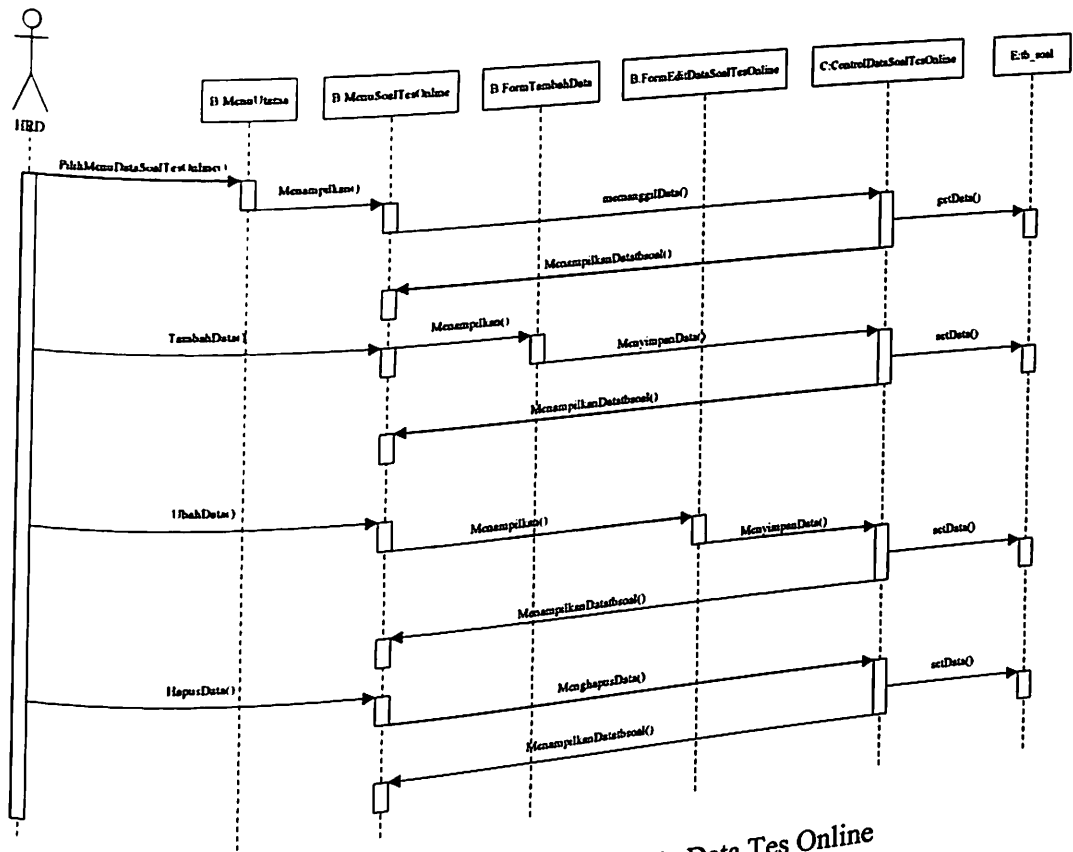 HRD
B MenuUtama
B MenuSoalTesOnline
B FormTambahData
B.FormEditDataSoalTesOnline
C:ControlDataSoalTesOnline
E:tb_soal
PilihMenuDataSoalTestOnline()
Menampilkan()
memanggilData()
getData()
MenampilkanDatatbsoal()
TambahData()
Menampilkan()
MenyimpanData()
setData()
MenampilkanDatatbsoal()
UbahData()
Menampilkan()
MenyimpanData()
setData()
MenampilkanDatatbsoal()
HapusData()
MenghapusData()
setData()
MenampilkanDatatbsoal()
Data Tes Online